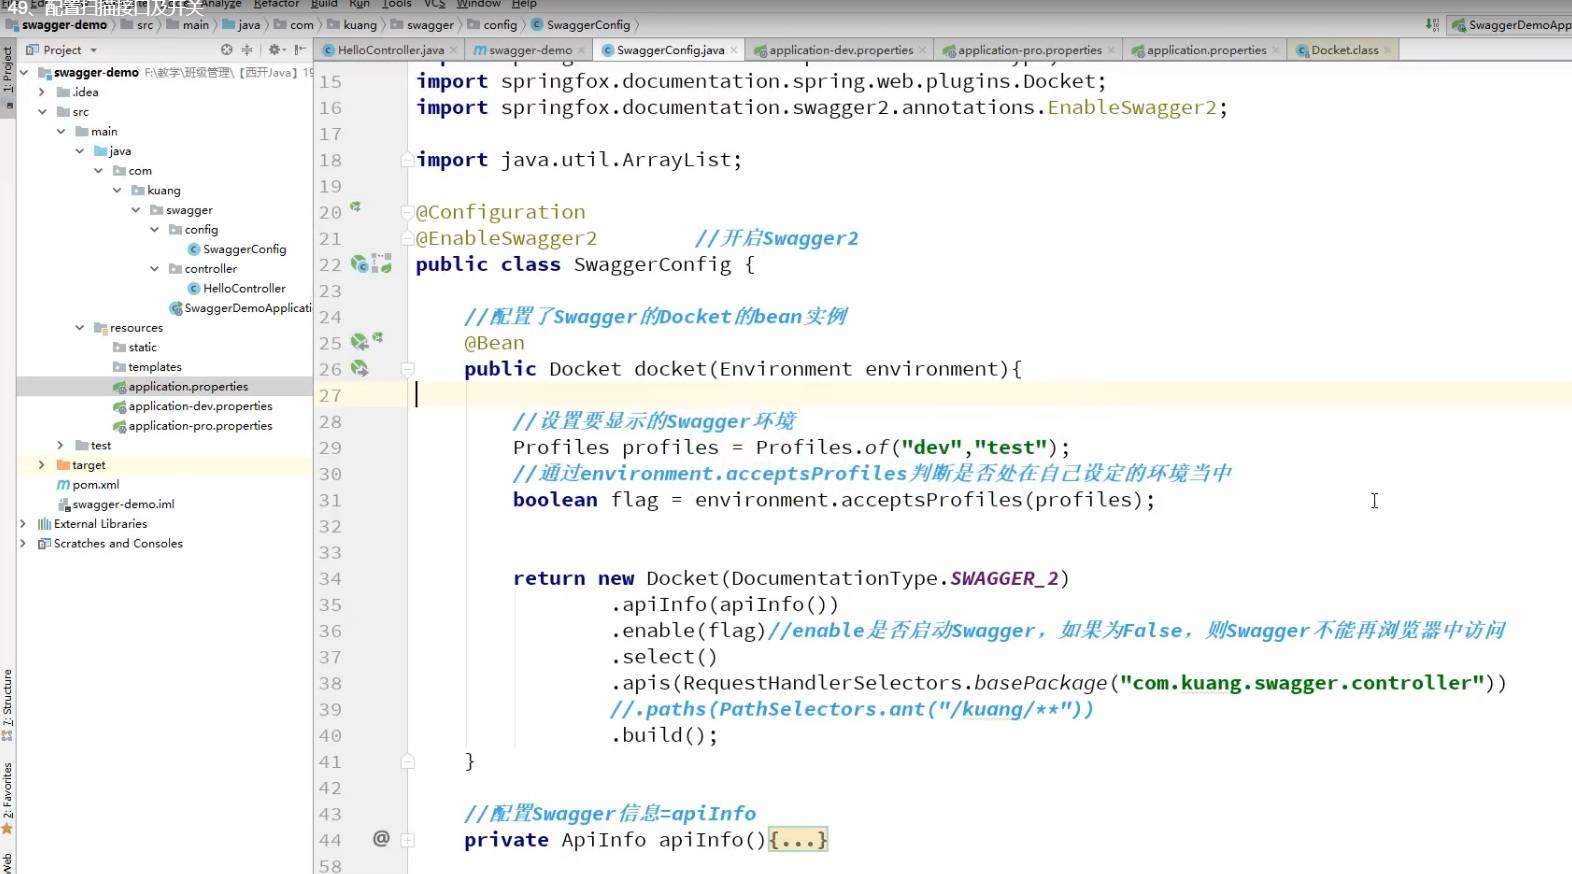 49、配置扫描接口及开关
Analyze Refactor Build Run Tools VCS Window Help
swagger-demo src main java com kuang swagger config SwaggerConfig SwaggerDemoApp
Project
HelloController.java swagger-demo SwaggerConfig.java application-dev.properties application-pro.properties application.properties Docket.class
1: Project
swagger-demo F:\教学\班级管理\【西开Java】19
.idea
src
main
java
com
kuang
swagger
config
SwaggerConfig
controller
HelloController
SwaggerDemoApplicati
resources
static
templates
application.properties
application-dev.properties
application-pro.properties
test
target
pom.xml
swagger-demo.iml
External Libraries
Scratches and Consoles
7: Structure
2: Favorites
Web
15 import springfox.documentation.spring.web.plugins.Docket;
16 import springfox.documentation.swagger2.annotations.EnableSwagger2;
17
18 import java.util.ArrayList;
19
20 @Configuration
21 @EnableSwagger2 //开启Swagger2
22 public class SwaggerConfig {
23
24 //配置了Swagger的Docket的bean实例
25 @Bean
26 public Docket docket(Environment environment){
27
28 //设置要显示的Swagger环境
29 Profiles profiles = Profiles.of("dev","test");
30 //通过environment.acceptsProfiles判断是否处在自己设定的环境当中
31 boolean flag = environment.acceptsProfiles(profiles);
32
33
34 return new Docket(DocumentationType.SWAGGER_2)
35 .apiInfo(apiInfo())
36 .enable(flag)//enable是否启动Swagger，如果为False，则Swagger不能再浏览器中访问
37 .select()
38 .apis(RequestHandlerSelectors.basePackage("com.kuang.swagger.controller"))
39 //.paths(PathSelectors.ant("/kuang/**"))
40 .build();
41 }
42
43 //配置Swagger信息=apiInfo
44 @ private ApiInfo apiInfo(){...}
58